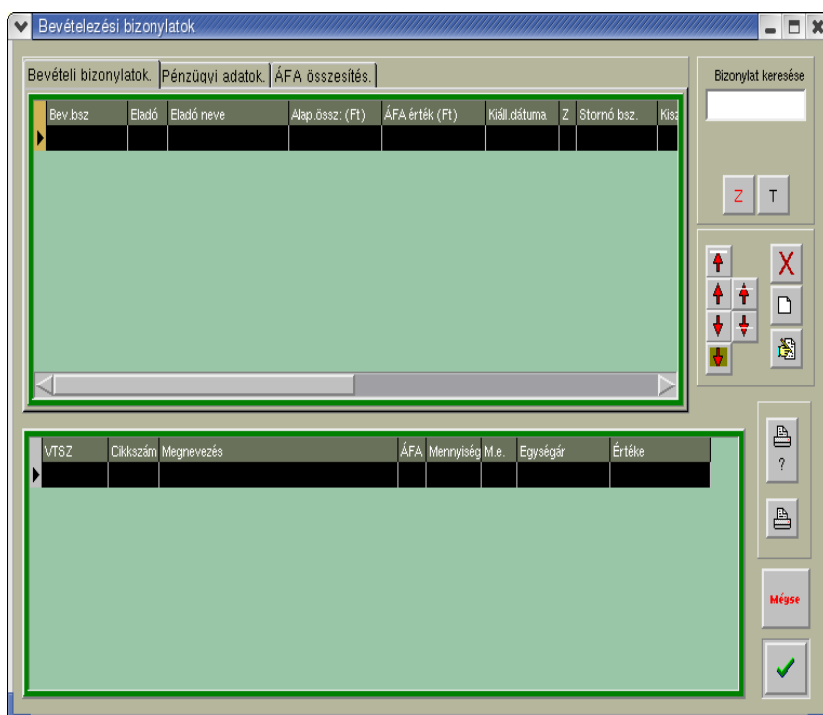 Bevételezési bizonylatok
Bevételi bizonylatok. Pénzügyi adatok. ÁFA összesítés.
Bizonylat keresése
Bev.bsz Eladó Eladó neve Alap.össz: (Ft) ÁFA érték (Ft) Kiáll.dátuma Z Stornó bsz. Kisz
Z T
VTSZ Cikkszám Megnevezés ÁFA Mennyiség M.e. Egységár Értéke
?
Mégse